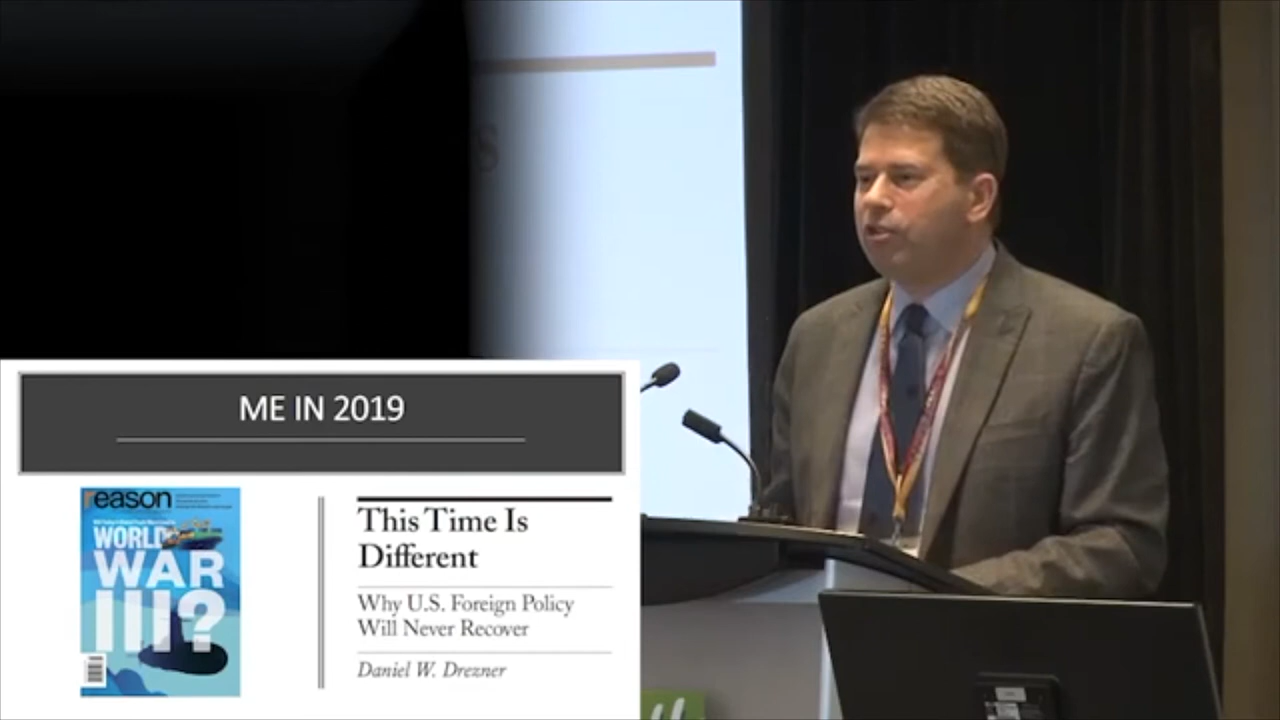 ME IN 2019
reason
WORLD
WAR
III?
This Time Is
Different
Why U.S. Foreign Policy
Will Never Recover
Daniel W. Drezner